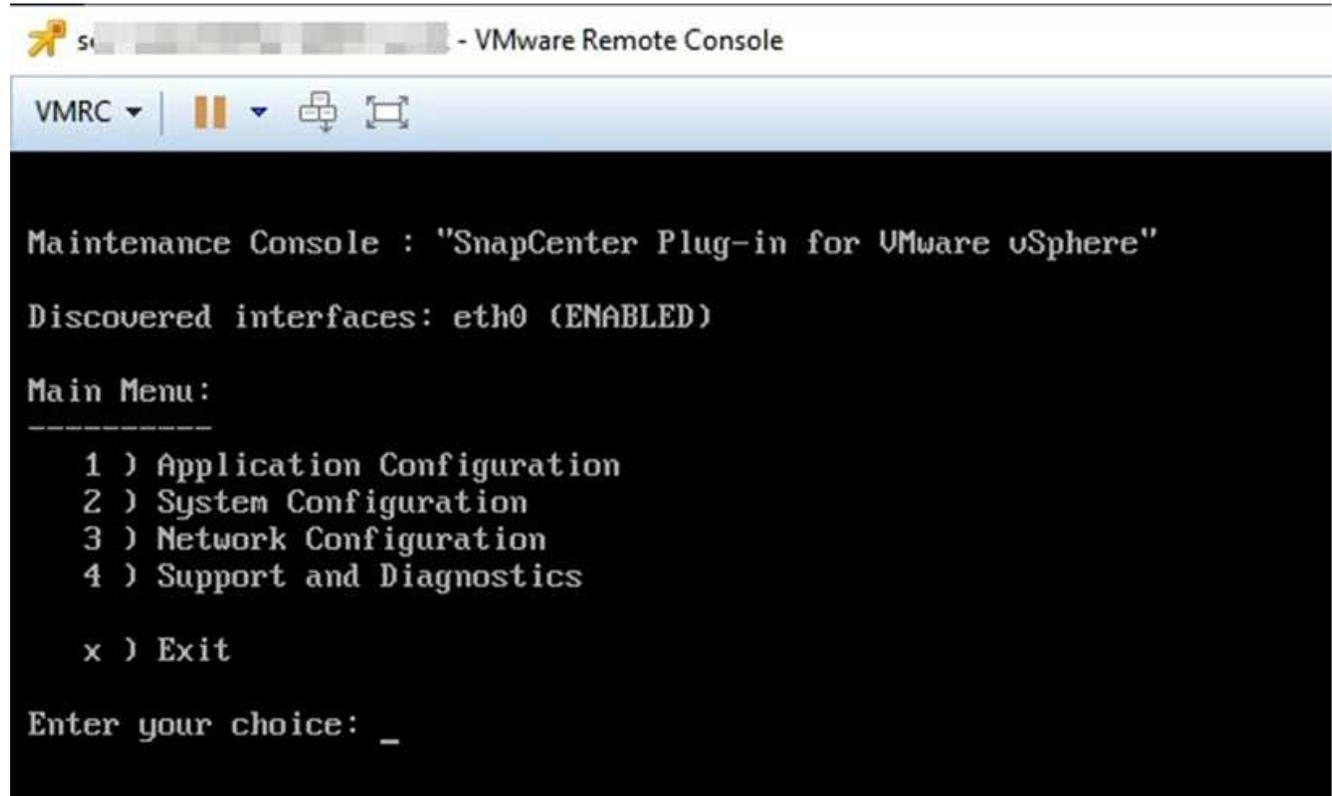 - VMware Remote Console
VMRC
Maintenance Console : "SnapCenter Plug-in for VMware vSphere"
Discovered interfaces: eth0 (ENABLED)
Main Menu:
----------
1 ) Application Configuration
2 ) System Configuration
3 ) Network Configuration
4 ) Support and Diagnostics
x ) Exit
Enter your choice: _